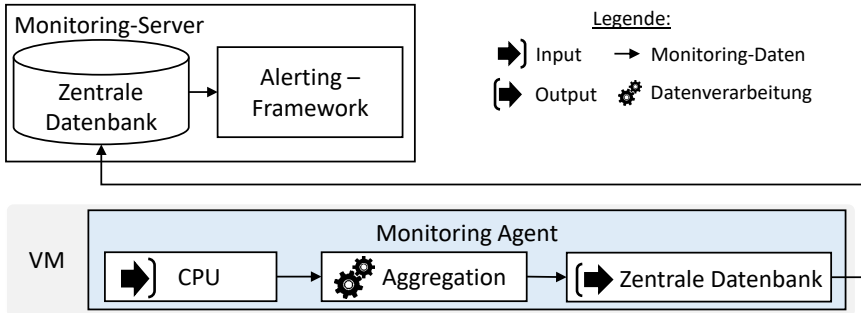 Monitoring-Server
Zentrale
Datenbank
Alerting –
Framework
Legende:
Input
Monitoring-Daten
Output
Datenverarbeitung
VM
Monitoring Agent
CPU
Aggregation
Zentrale Datenbank